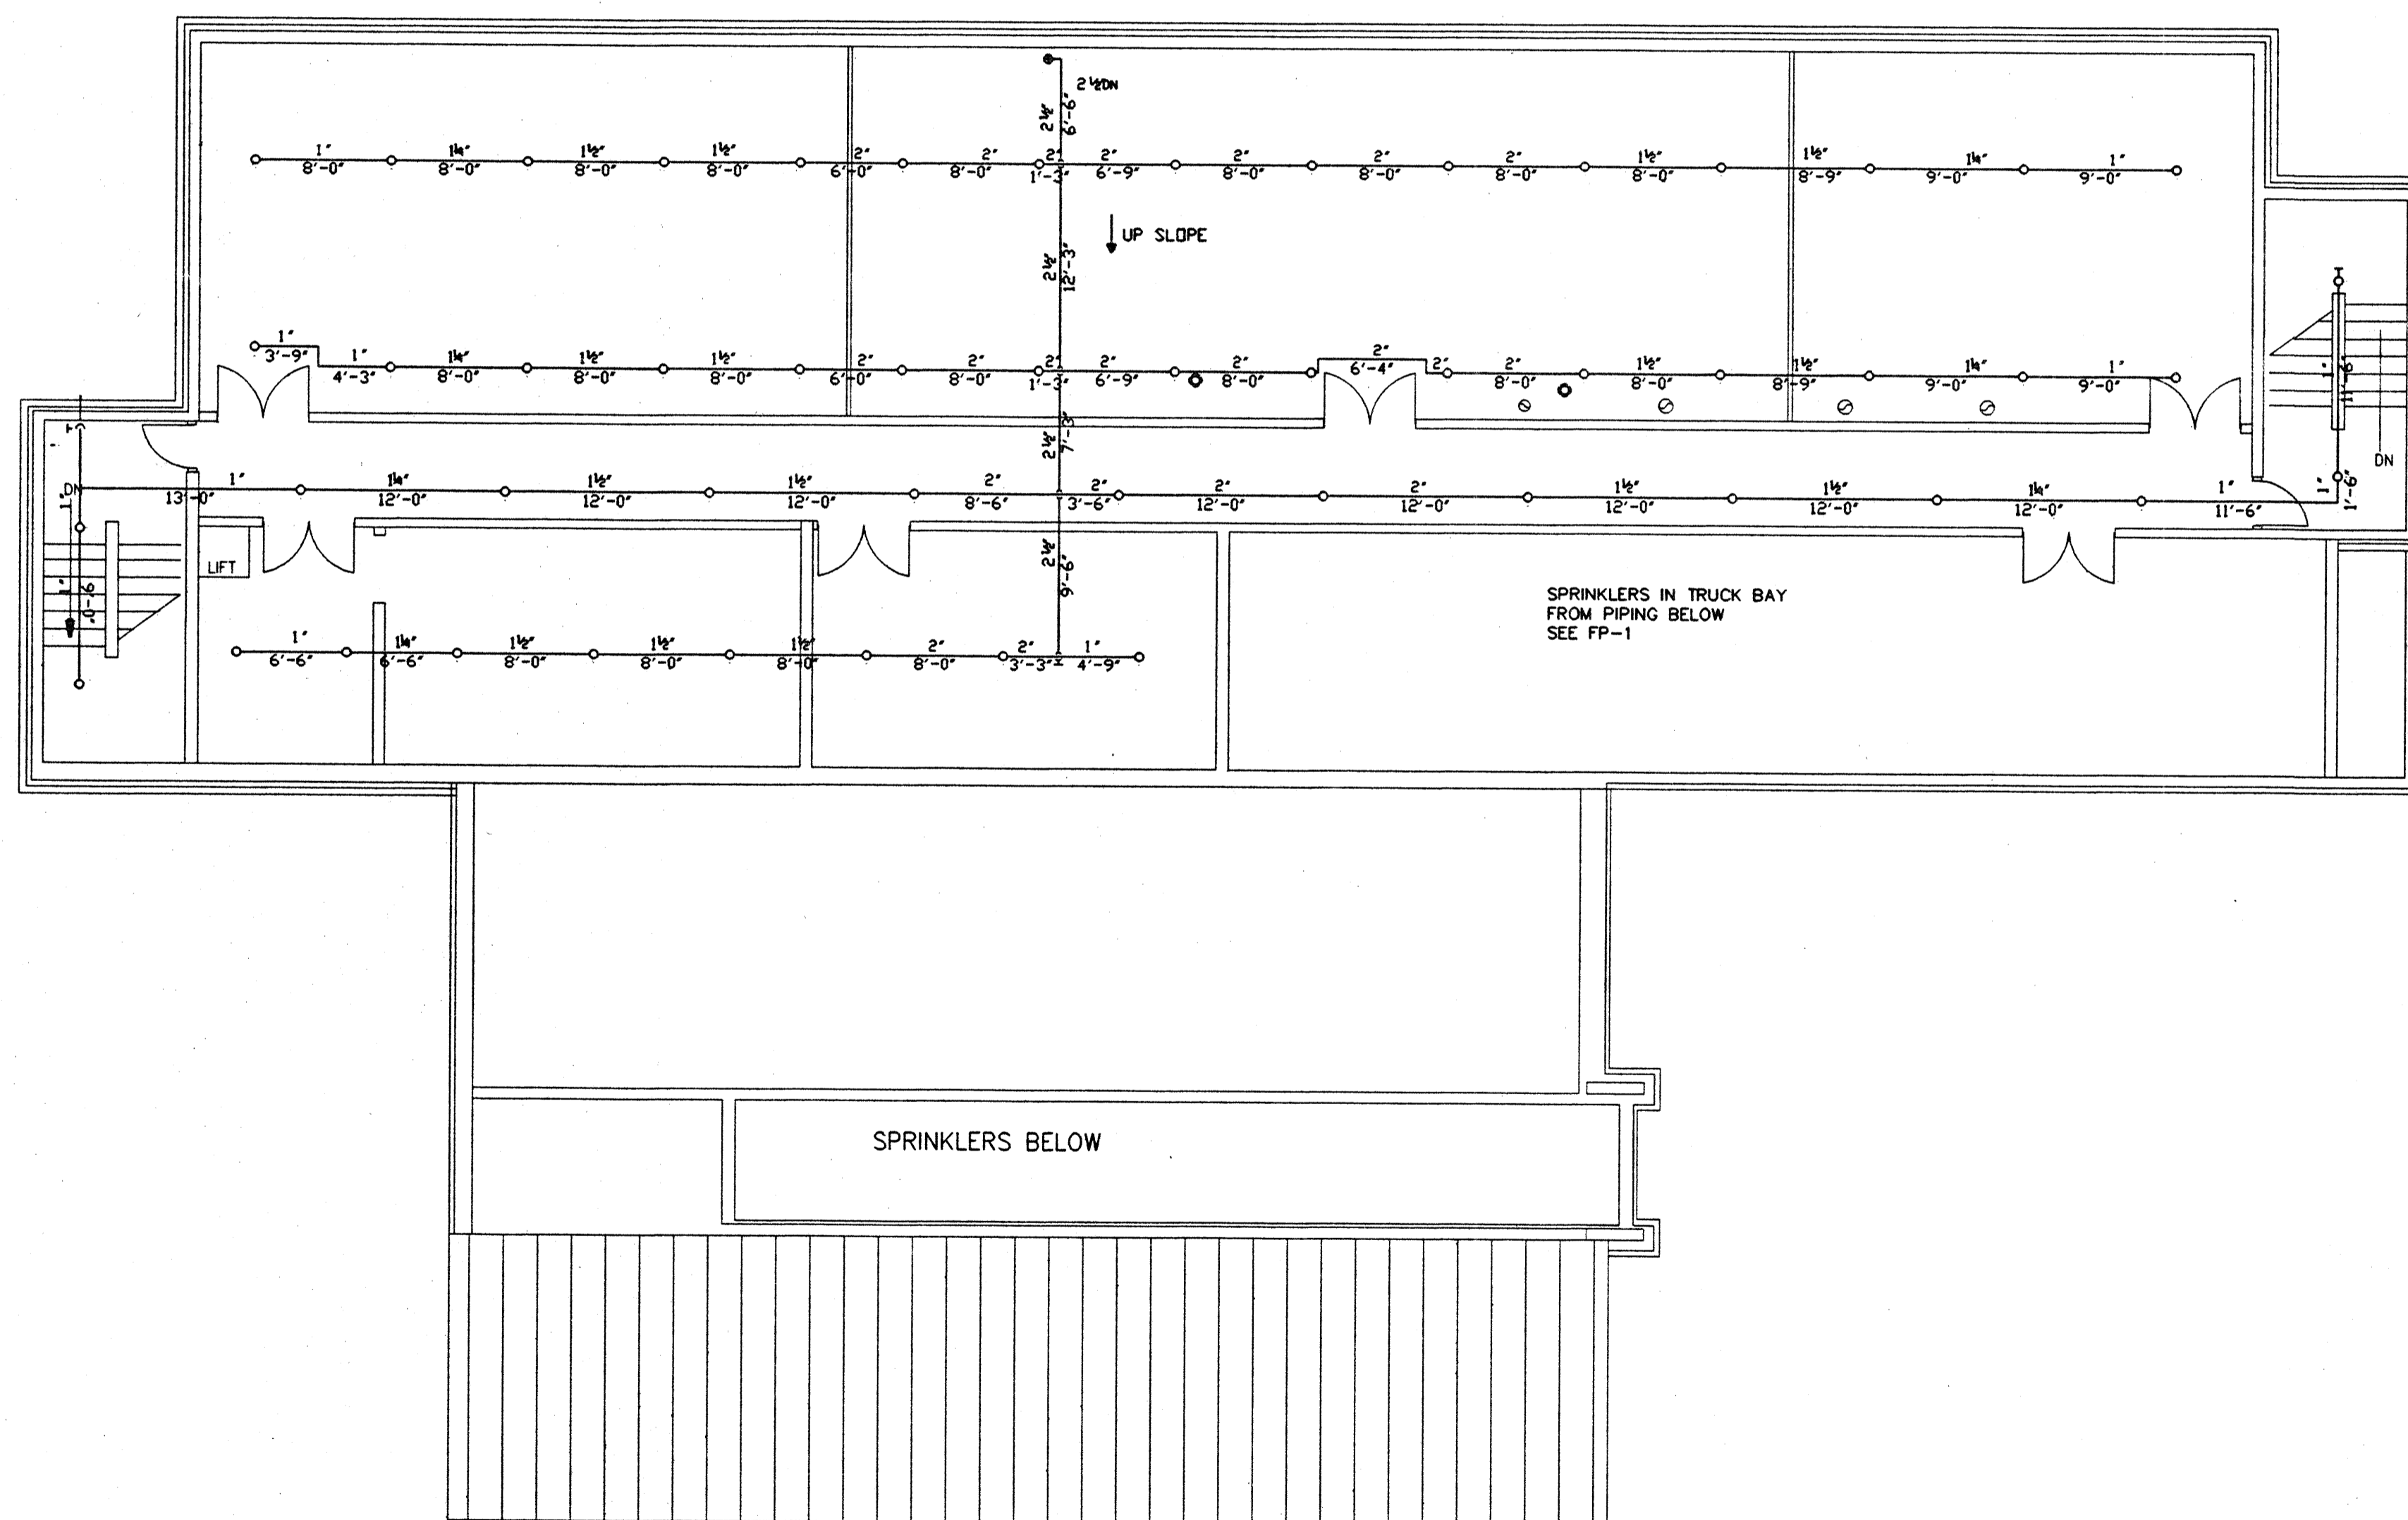 2½DN
2½"
6'-6"
1" 1¼" 1½" 1½" 2" 2" 2" 2" 2" 2" 2" 1½" 1½" 1¼" 1"
8'-0" 8'-0" 8'-0" 8'-0" 6'-0" 8'-0" 1'-3" 6'-9" 8'-0" 8'-0" 8'-0" 8'-0" 8'-9" 9'-0" 9'-0"
UP SLOPE
2½"
12'-3"
1"
3'-9"
2"
6'-4"
1" 1¼" 1½" 1½" 2" 2" 2" 2" 2" 2" 2" 1½" 1½" 1¼" 1"
4'-3" 8'-0" 8'-0" 8'-0" 6'-0" 8'-0" 1'-3" 6'-9" 8'-0" 8'-0" 8'-0" 8'-9" 9'-0" 9'-0"
1"
11'-6"
2½"
7'-3"
DN
DN
1" 1¼" 1½" 1½" 2" 2" 2" 2" 1½" 1½" 1¼" 1"
13'-0" 12'-0" 12'-0" 12'-0" 8'-6" 3'-6" 12'-0" 12'-0" 12'-0" 12'-0" 12'-0" 11'-6"
1"
1'-6"
1"
2½"
9'-6"
LIFT
1"
SPRINKLERS IN TRUCK BAY
FROM PIPING BELOW
SEE FP-1
1" 1¼" 1½" 1½" 1½" 2" 2" 1"
6'-6" 6'-6" 8'-0" 8'-0" 8'-0" 8'-0" 3'-3" 4'-9"
SPRINKLERS BELOW